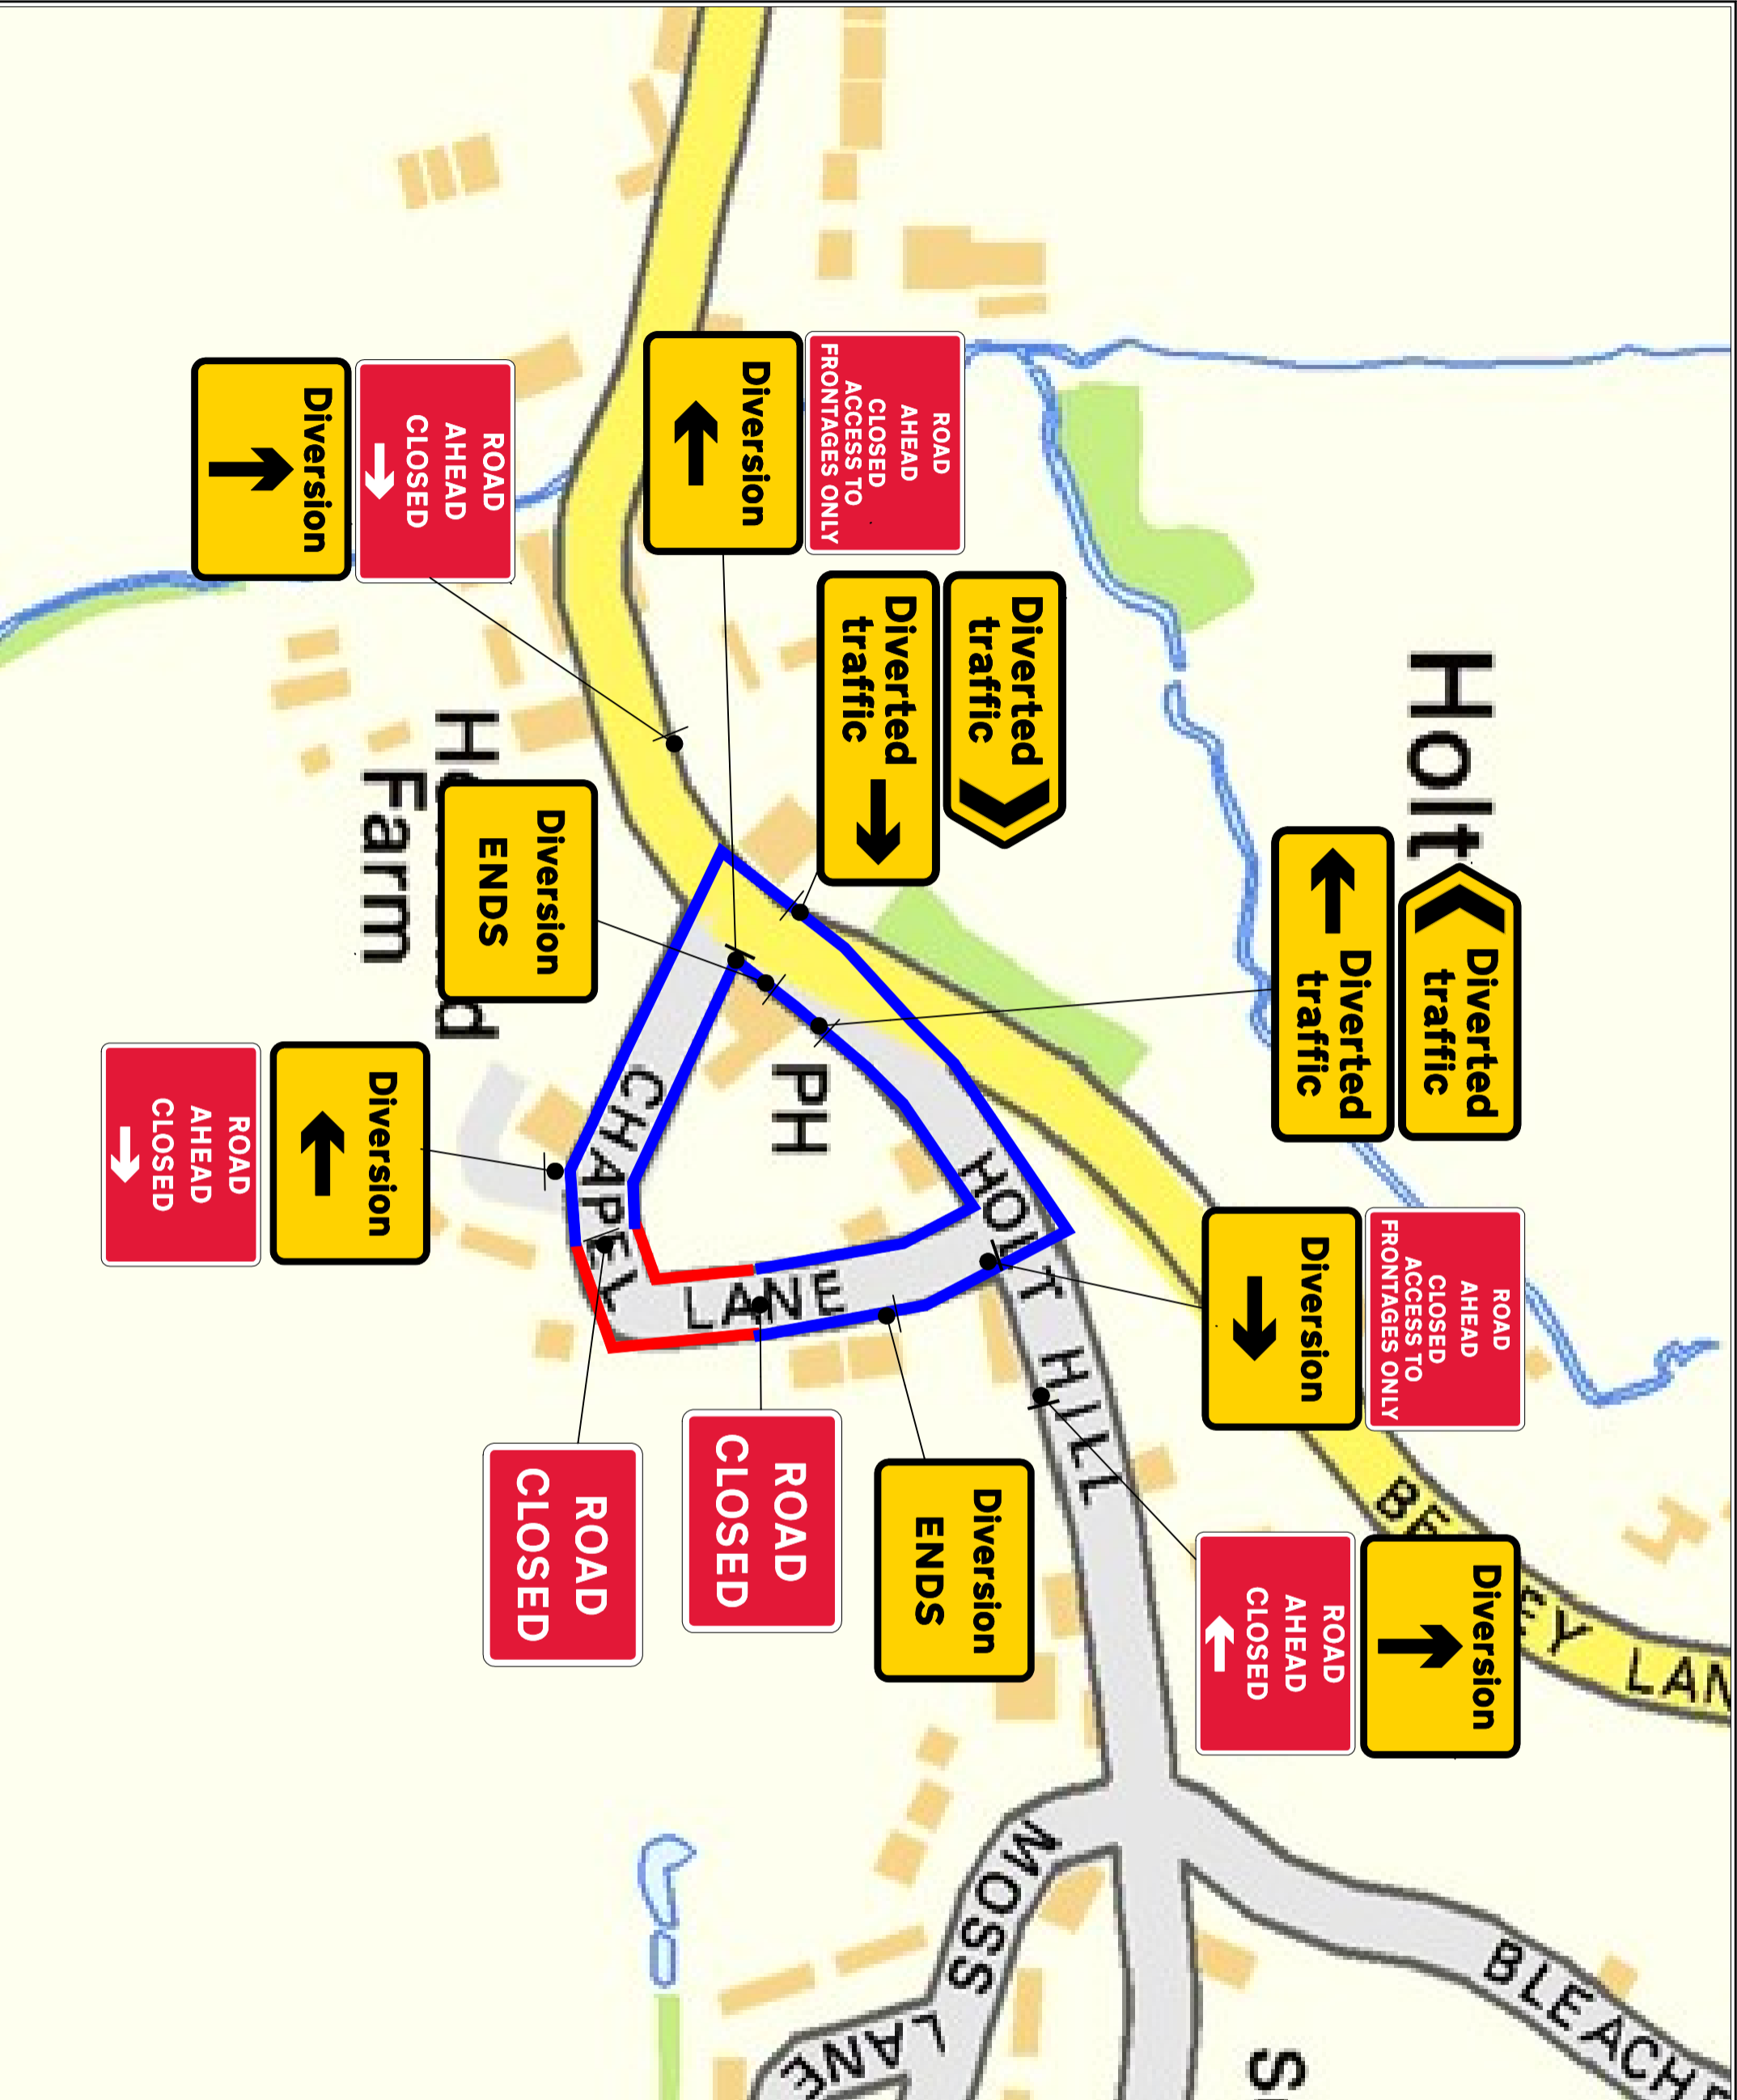 Holt
ROAD
AHEAD
CLOSED
ACCESS TO
FRONTAGES ONLY
Diversion
ROAD
AHEAD
CLOSED
Diversion
Diverted
traffic
Diverted
traffic
Diverted
traffic
Diverted
traffic
Farm
Diversion
ENDS
PH
ROAD
AHEAD
CLOSED
Diversion
CHAPEL
LANE
HOLT HILL
ROAD
AHEAD
CLOSED
ACCESS TO
FRONTAGES ONLY
Diversion
ROAD
CLOSED
ROAD
CLOSED
Diversion
ENDS
Diversion
ROAD
AHEAD
CLOSED
MOSS
LANE